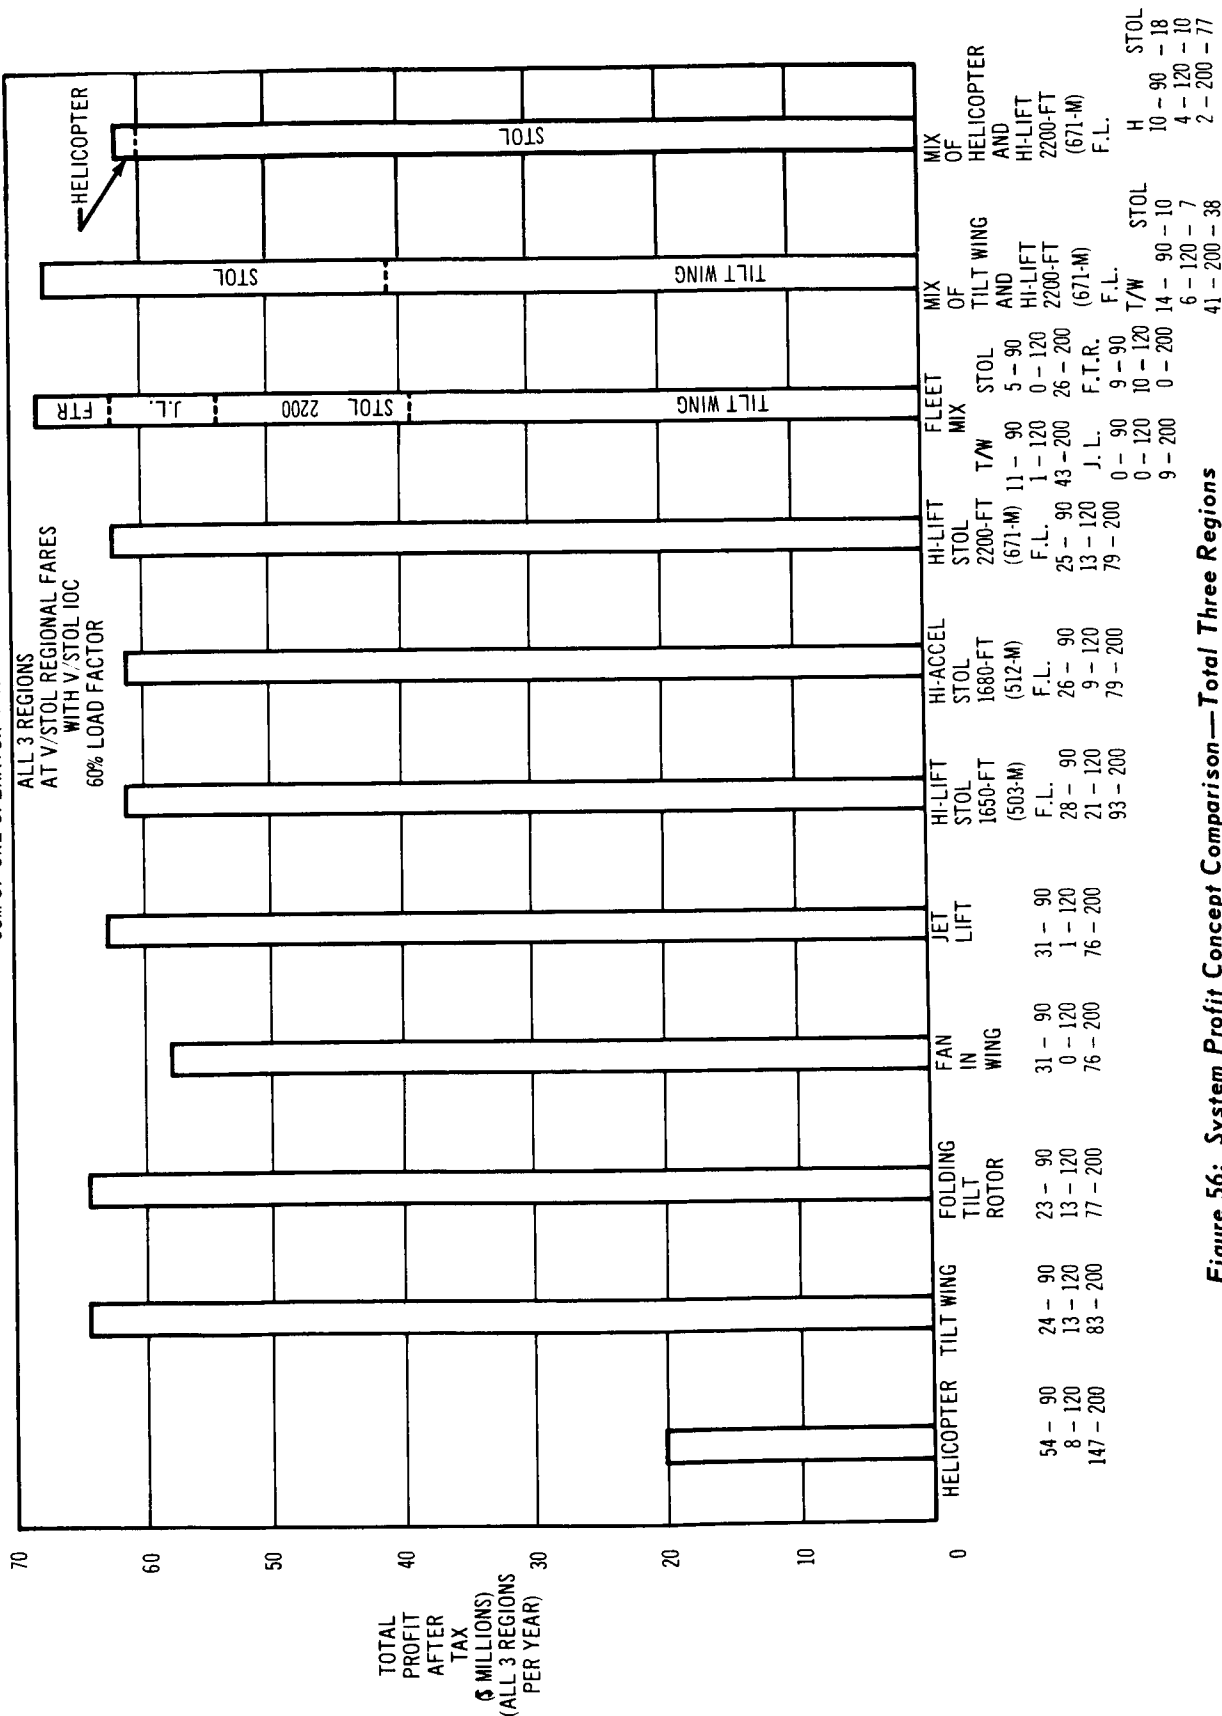 ALL 3 REGIONS
AT V/STOL REGIONAL FARES
WITH V/STOL IOC
60% LOAD FACTOR
TOTAL
PROFIT
AFTER
TAX
($ MILLIONS)
(ALL 3 REGIONS
PER YEAR)
70
60
50
40
30
20
10
0
HELICOPTER
54 – 90
8 – 120
147 – 200
TILT WING
24 – 90
13 – 120
83 – 200
FOLDING
TILT
ROTOR
23 – 90
13 – 120
77 – 200
FAN
IN
WING
31 – 90
0 – 120
76 – 200
JET
LIFT
31 – 90
1 – 120
76 – 200
HI-LIFT
STOL
1650-FT
(503-M)
F.L.
28 – 90
21 – 120
93 – 200
HI-ACCEL
STOL
1680-FT
(512-M)
F.L.
26 – 90
9 – 120
79 – 200
HI-LIFT
STOL
2200-FT
(671-M)
F.L.
25 – 90
13 – 120
79 – 200
FTR
J.L.
STOL 2200
TILT WING
FLEET
MIX
T/W STOL
11 – 90 5 – 90
1 – 120 0 – 120
43 – 200 26 – 200
J.L. F.T.R.
0 – 90 9 – 90
0 – 120 10 – 120
9 – 200 0 – 200
STOL
TILT WING
MIX
OF
TILT WING
AND
HI-LIFT
2200-FT
(671-M)
F.L.
T/W STOL
14 – 90 – 10
6 – 120 – 7
41 – 200 – 38
HELICOPTER
STOL
MIX
OF
HELICOPTER
AND
HI-LIFT
2200-FT
(671-M)
F.L.
H STOL
10 – 90 – 18
4 – 120 – 10
2 – 200 – 77
Figure 56: System Profit Concept Comparison—Total Three Regions